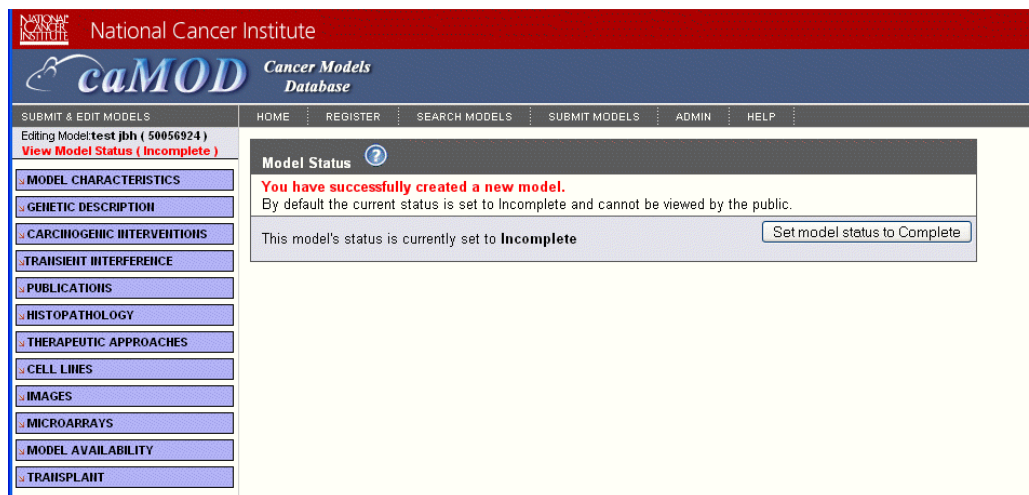 NATIONAL
CANCER
INSTITUTE
National Cancer Institute
caMOD
Cancer Models
Database
SUBMIT & EDIT MODELS
HOME
REGISTER
SEARCH MODELS
SUBMIT MODELS
ADMIN
HELP
Editing Model:test jbh ( 50056924 )
View Model Status ( Incomplete )
MODEL CHARACTERISTICS
GENETIC DESCRIPTION
CARCINOGENIC INTERVENTIONS
TRANSIENT INTERFERENCE
PUBLICATIONS
HISTOPATHOLOGY
THERAPEUTIC APPROACHES
CELL LINES
IMAGES
MICROARRAYS
MODEL AVAILABILITY
TRANSPLANT
Model Status ?
You have successfully created a new model.
By default the current status is set to Incomplete and cannot be viewed by the public.
This model's status is currently set to Incomplete
Set model status to Complete